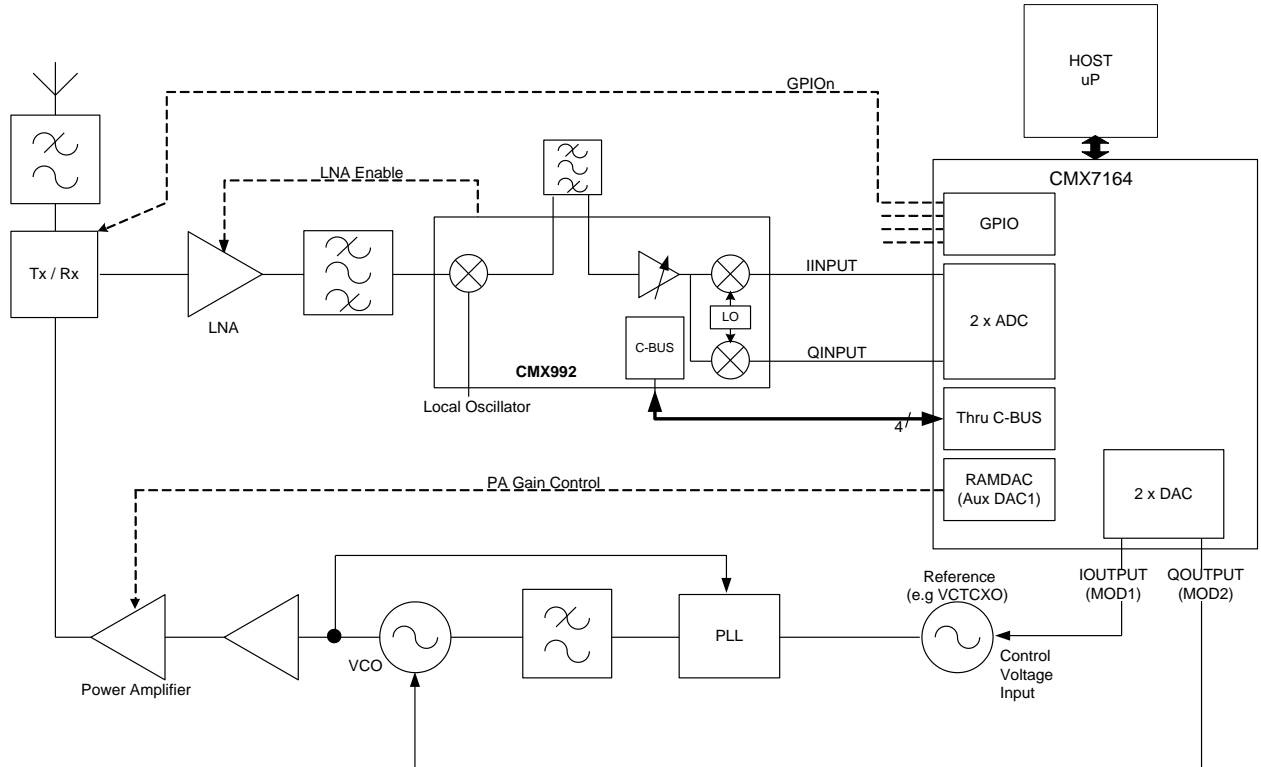 HOST
uP
GPIOn
CMX7164
LNA Enable
GPIO
Tx / Rx
IINPUT
LNA
LO
2 x ADC
C-BUS
QINPUT
CMX992
Local Oscillator
4
Thru C-BUS
PA Gain Control
RAMDAC
(Aux DAC1)
2 x DAC
Reference
(e.g VCTCXO)
IOUTPUT
(MOD1)
QOUTPUT
(MOD2)
PLL
VCO
Control
Voltage
Input
Power Amplifier